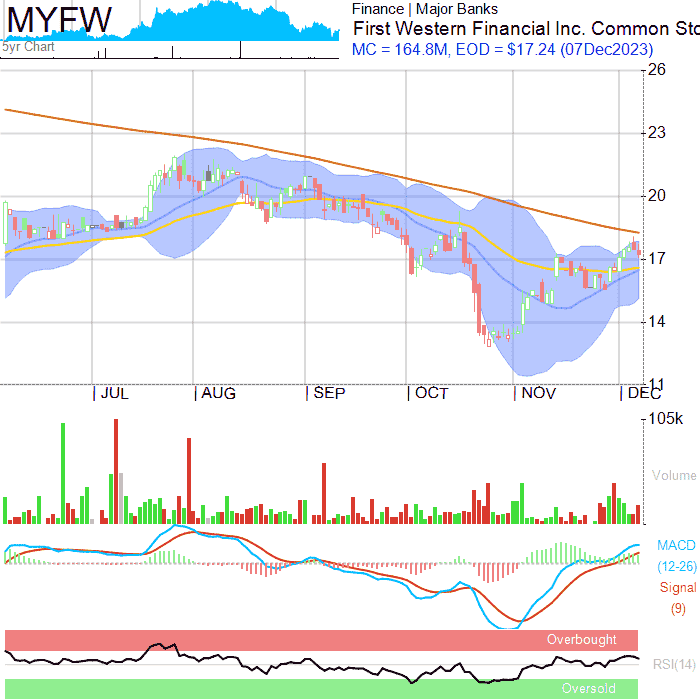 MYFW
5yr Chart
Finance | Major Banks
First Western Financial Inc. Common Sto
MC = 164.8M, EOD = $17.24 (07Dec2023)
26
23
20
17
14
11
JUL AUG SEP OCT NOV DEC
105k
Volume
MACD
(12-26)
Signal
(9)
Overbought
RSI(14)
Oversold